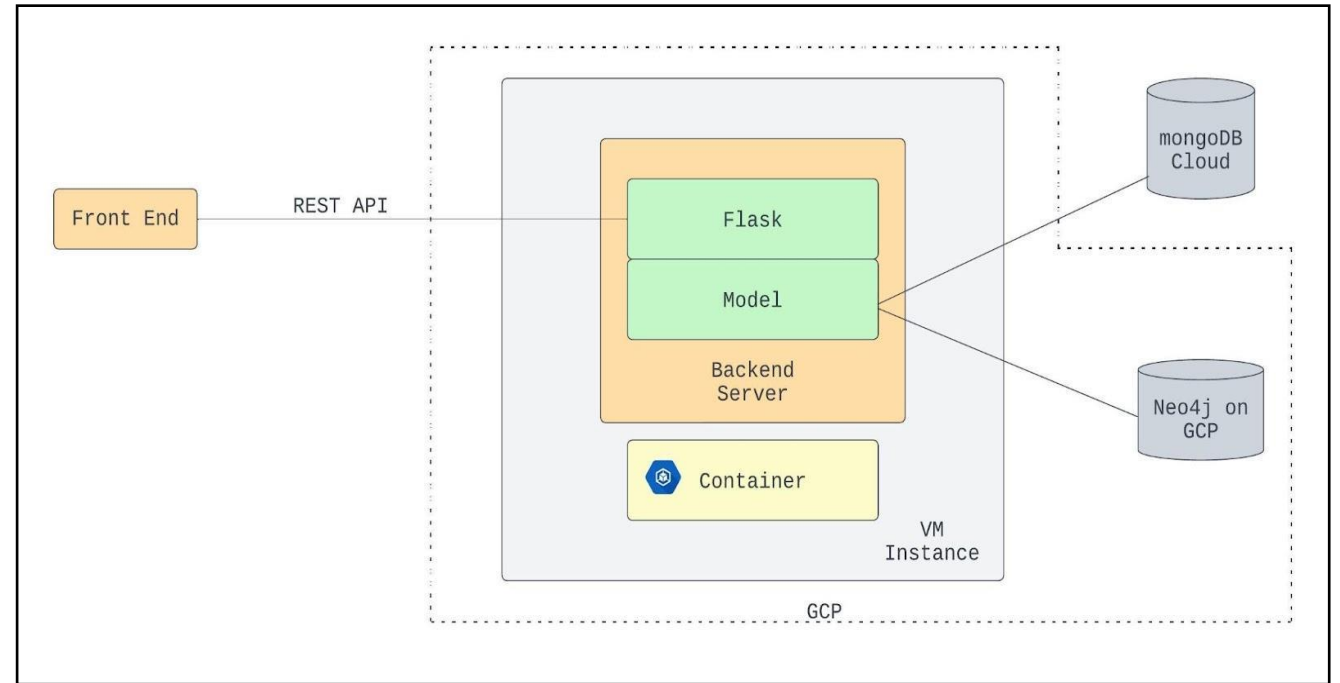 mongoDB
Cloud
Front End
REST API
Flask
Model
Backend
Server
Neo4j on
GCP
Container
VM
Instance
GCP